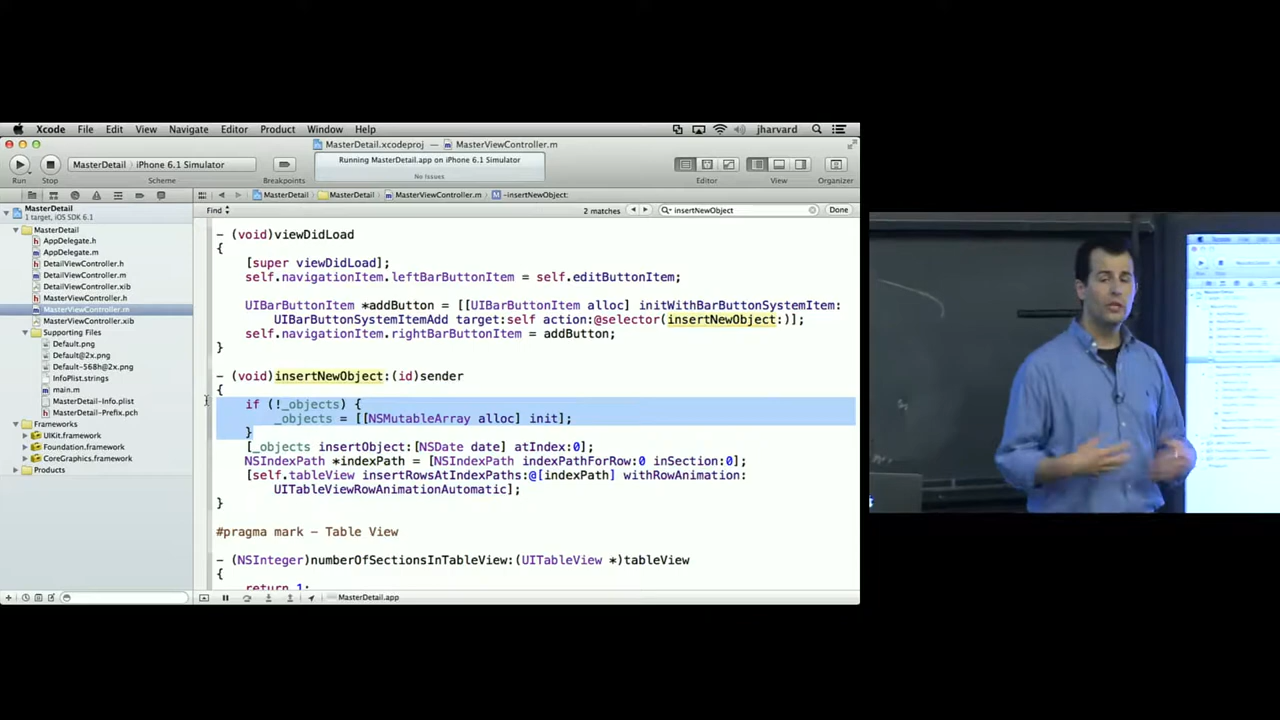 Xcode File Edit View Navigate Editor Product Window Help jharvard
MasterDetail.xcodeproj — MasterViewController.m
MasterDetail iPhone 6.1 Simulator
Running MasterDetail.app on iPhone 6.1 Simulator
No Issues
Run Stop Scheme Breakpoints Editor View Organizer
MasterDetail MasterDetail MasterViewController.m M -insertNewObject:
Find 2 matches insertNewObject Done
MasterDetail
1 target, iOS SDK 6.1
MasterDetail
AppDelegate.h
AppDelegate.m
DetailViewController.h
DetailViewController.m
DetailViewController.xib
MasterViewController.h
MasterViewController.m
MasterViewController.xib
Supporting Files
Default.png
Default@2x.png
Default-568h@2x.png
InfoPlist.strings
main.m
MasterDetail-Info.plist
MasterDetail-Prefix.pch
Frameworks
UIKit.framework
Foundation.framework
CoreGraphics.framework
Products
- (void)viewDidLoad
{
[super viewDidLoad];
self.navigationItem.leftBarButtonItem = self.editButtonItem;
UIBarButtonItem *addButton = [[UIBarButtonItem alloc] initWithBarButtonSystemItem:
UIBarButtonSystemItemAdd target:self action:@selector(insertNewObject:)];
self.navigationItem.rightBarButtonItem = addButton;
}
- (void)insertNewObject:(id)sender
{
if (!_objects) {
_objects = [[NSMutableArray alloc] init];
}
[_objects insertObject:[NSDate date] atIndex:0];
NSIndexPath *indexPath = [NSIndexPath indexPathForRow:0 inSection:0];
[self.tableView insertRowsAtIndexPaths:@[indexPath] withRowAnimation:
UITableViewRowAnimationAutomatic];
}
#pragma mark - Table View
- (NSInteger)numberOfSectionsInTableView:(UITableView *)tableView
{
return 1;
MasterDetail.app